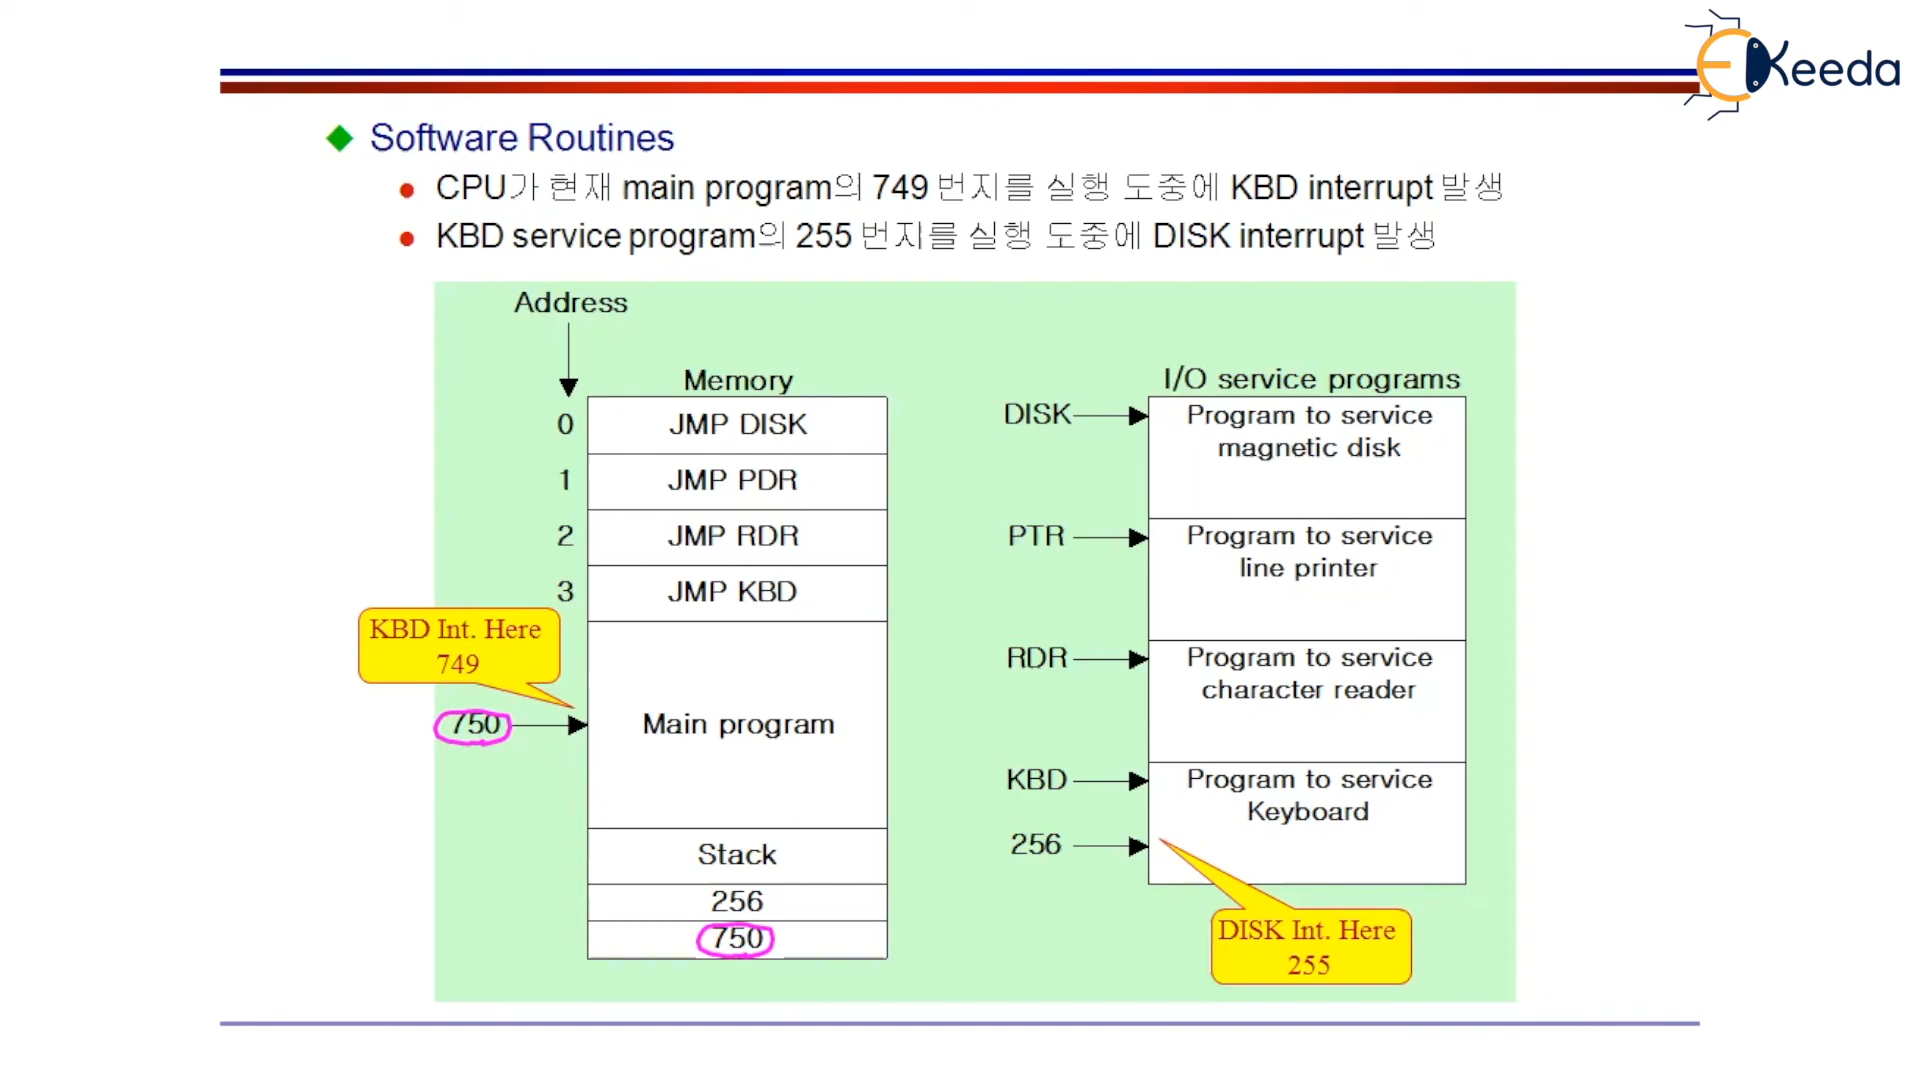 EKeeda
Software Routines
CPU가 현재 main program의 749 번지를 실행 도중에 KBD interrupt 발생
KBD service program의 255 번지를 실행 도중에 DISK interrupt 발생
Address
Memory
I/O service programs
0 JMP DISK
1 JMP PDR
2 JMP RDR
3 JMP KBD
KBD Int. Here
749
750 Main program
Stack
256
750
DISK Program to service
magnetic disk
PTR Program to service
line printer
RDR Program to service
character reader
KBD Program to service
Keyboard
256
DISK Int. Here
255